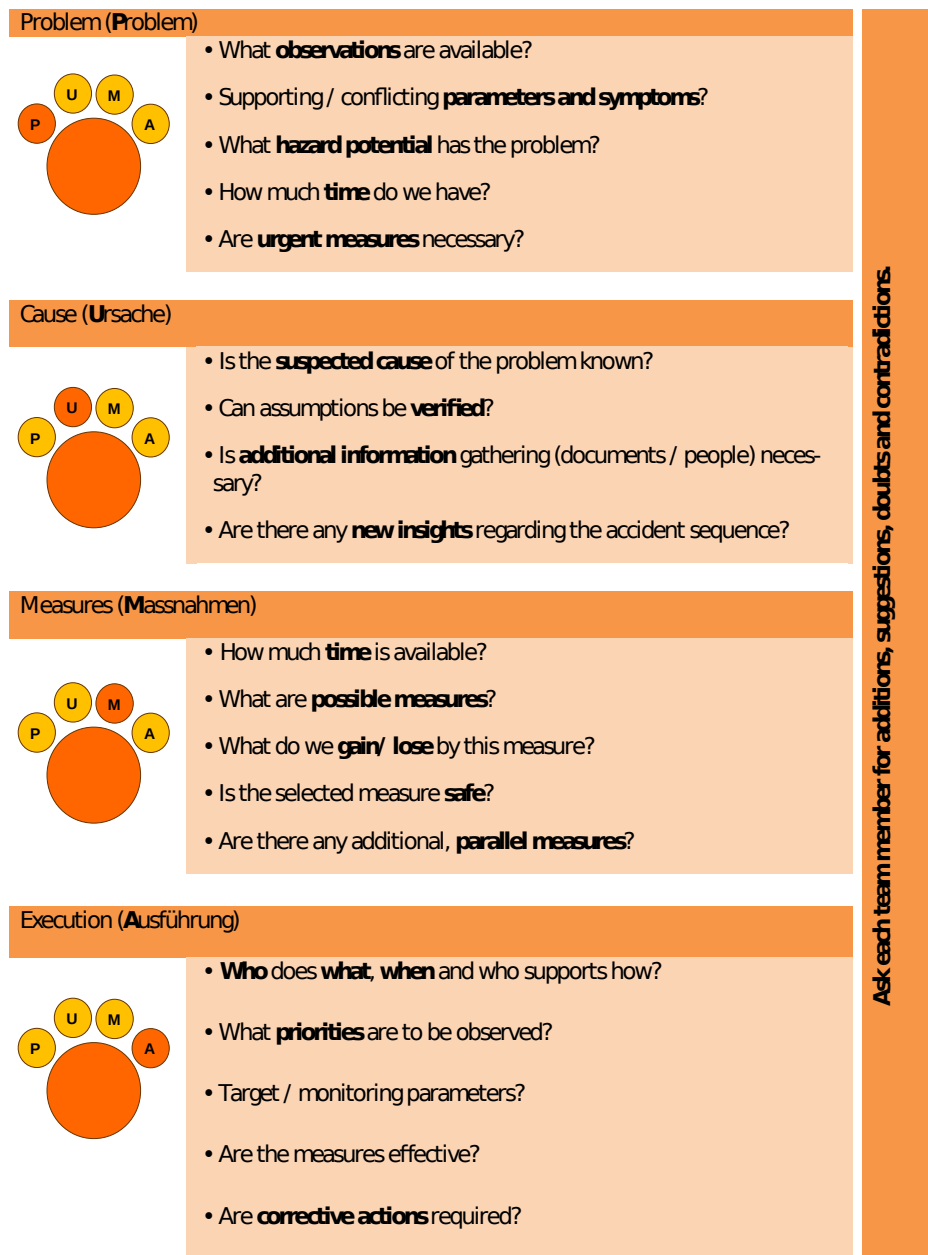 Problem (Problem)
U M
P A
• What observations are available?
• Supporting / conflicting parameters and symptoms?
• What hazard potential has the problem?
• How much time do we have?
• Are urgent measures necessary?
Cause (Ursache)
U M
P A
• Is the suspected cause of the problem known?
• Can assumptions be verified?
• Is additional information gathering (documents / people) neces-
sary?
• Are there any new insights regarding the accident sequence?
Measures (Massnahmen)
U M
P A
• How much time is available?
• What are possible measures?
• What do we gain/ lose by this measure?
• Is the selected measure safe?
• Are there any additional, parallel measures?
Execution (Ausführung)
U M
P A
• Who does what, when and who supports how?
• What priorities are to be observed?
• Target / monitoring parameters?
• Are the measures effective?
• Are corrective actions required?
Ask each team member for additions, suggestions, doubts and contradictions.